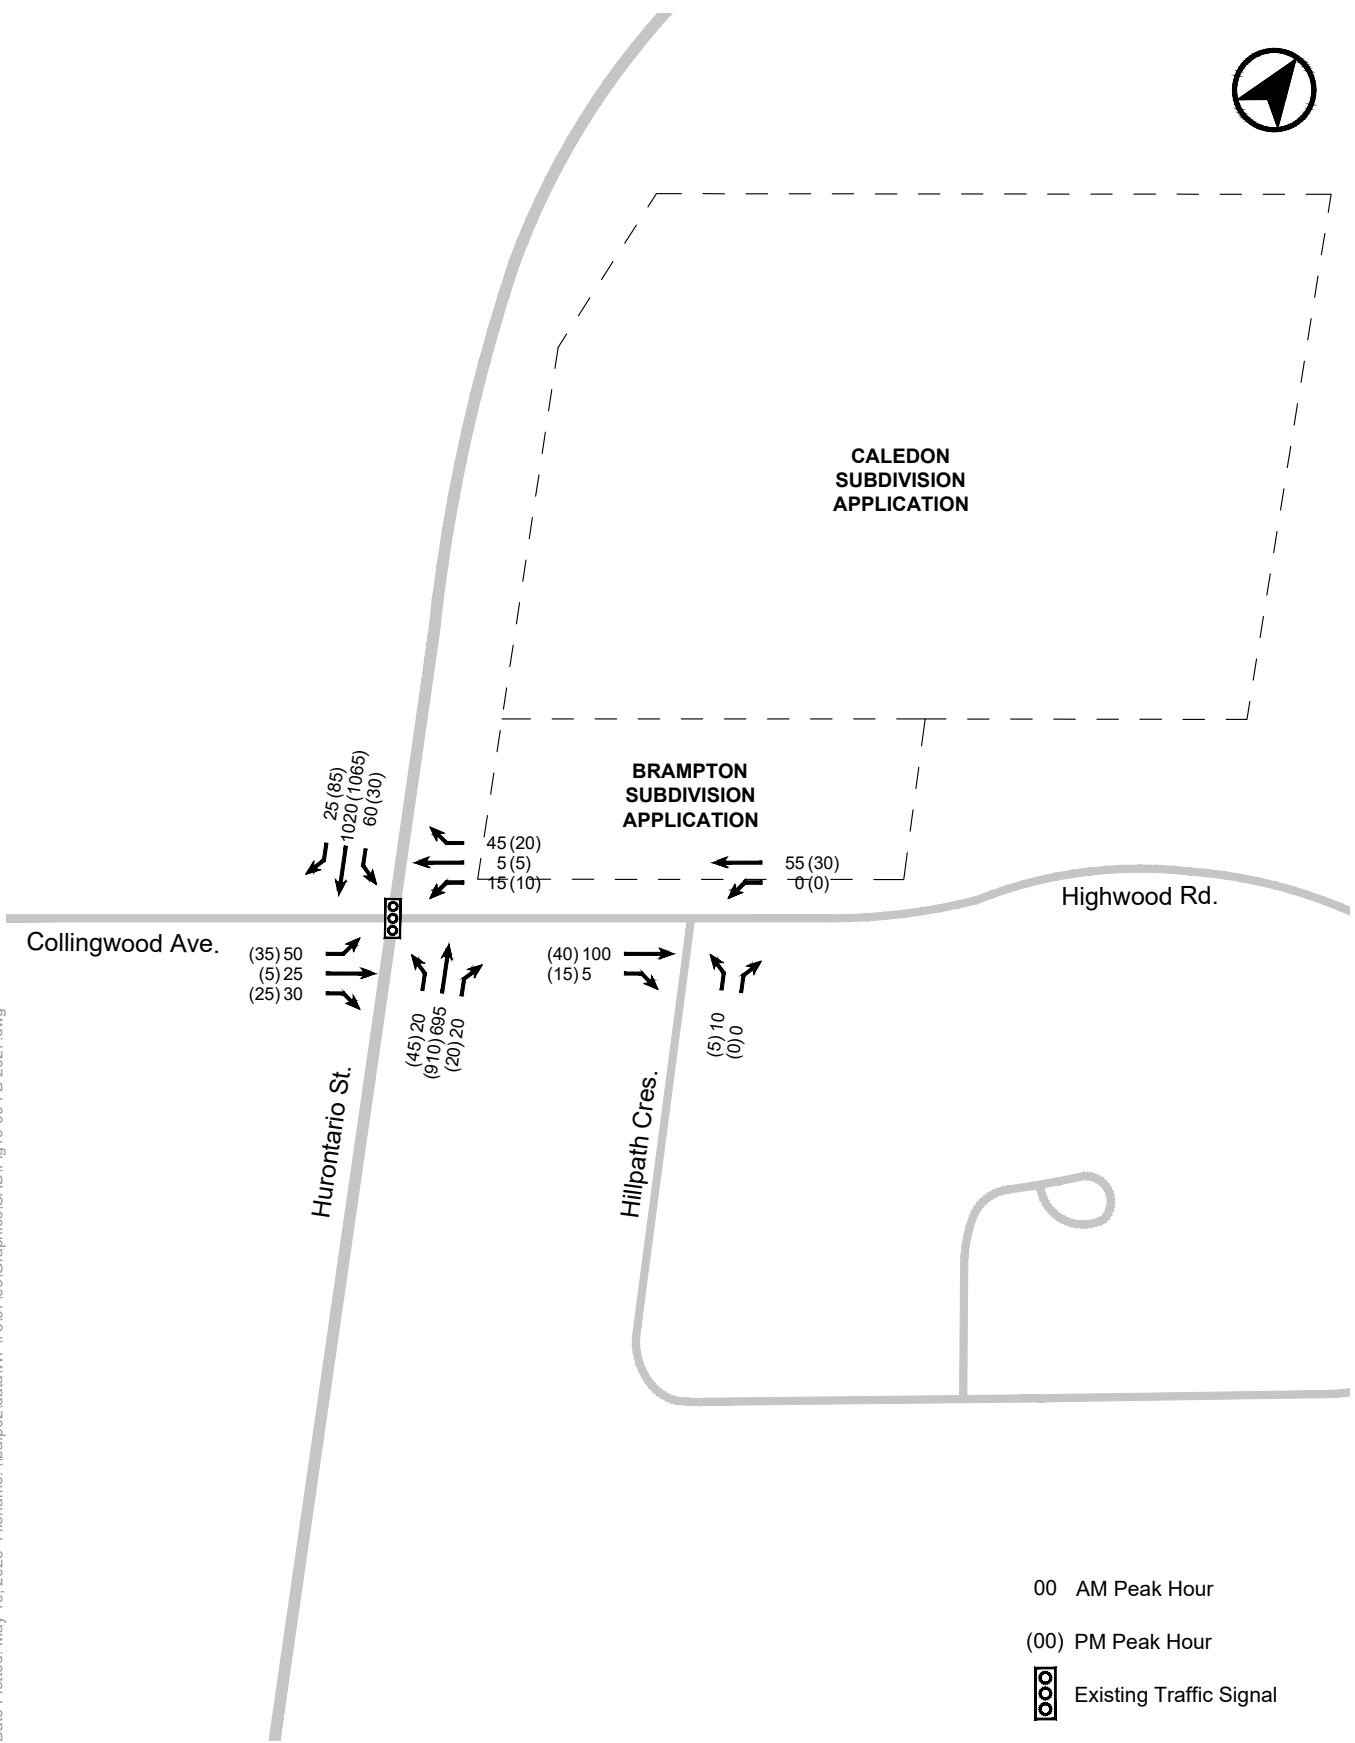 CALEDON
SUBDIVISION
APPLICATION
BRAMPTON
SUBDIVISION
APPLICATION
25 (85)
1020 (1065)
60 (30)
45 (20)
5 (5)
15 (10)
55 (30)
0 (0)
Highwood Rd.
Collingwood Ave.
(35) 50
(5) 25
(25) 30
(40) 100
(15) 5
(45) 20
(910) 695
(20) 20
(5) 10
(0) 0
Hurontario St.
Hillpath Cres.
00 AM Peak Hour
(00) PM Peak Hour
Existing Traffic Signal